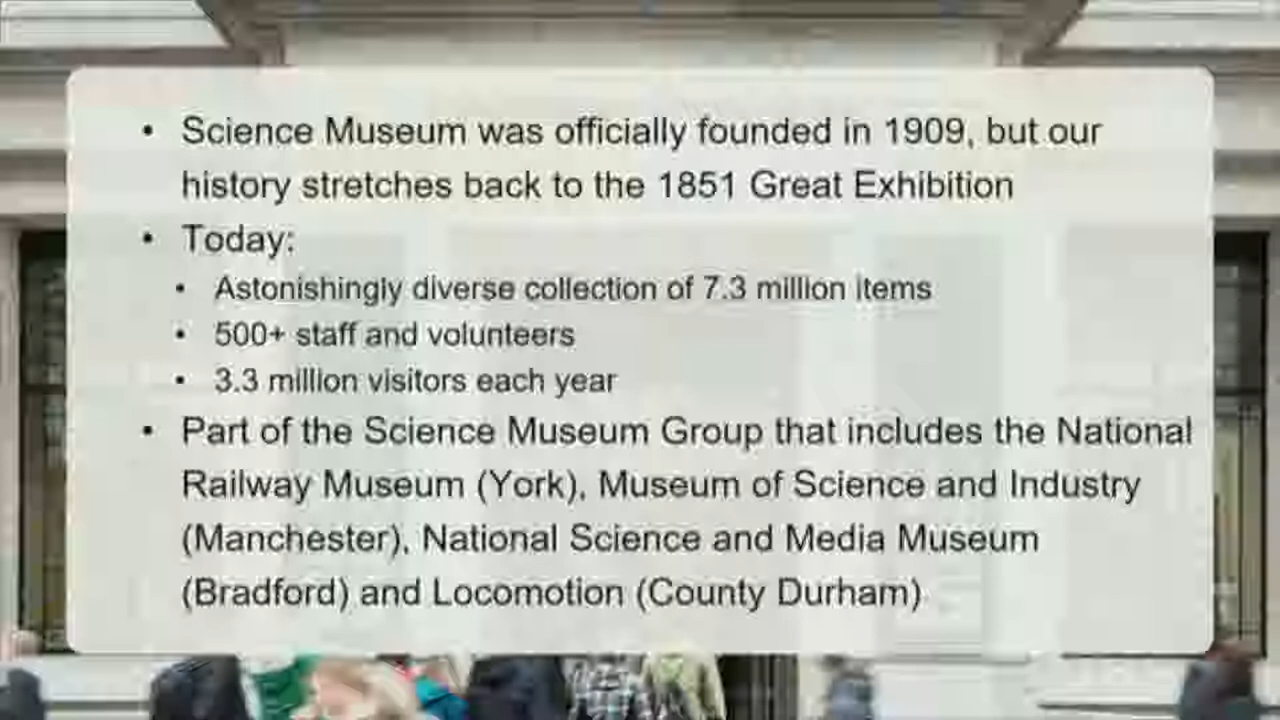 • Science Museum was officially founded in 1909, but our
history stretches back to the 1851 Great Exhibition
• Today:
• Astonishingly diverse collection of 7.3 million items
• 500+ staff and volunteers
• 3.3 million visitors each year
• Part of the Science Museum Group that includes the National
Railway Museum (York), Museum of Science and Industry
(Manchester), National Science and Media Museum
(Bradford) and Locomotion (County Durham)